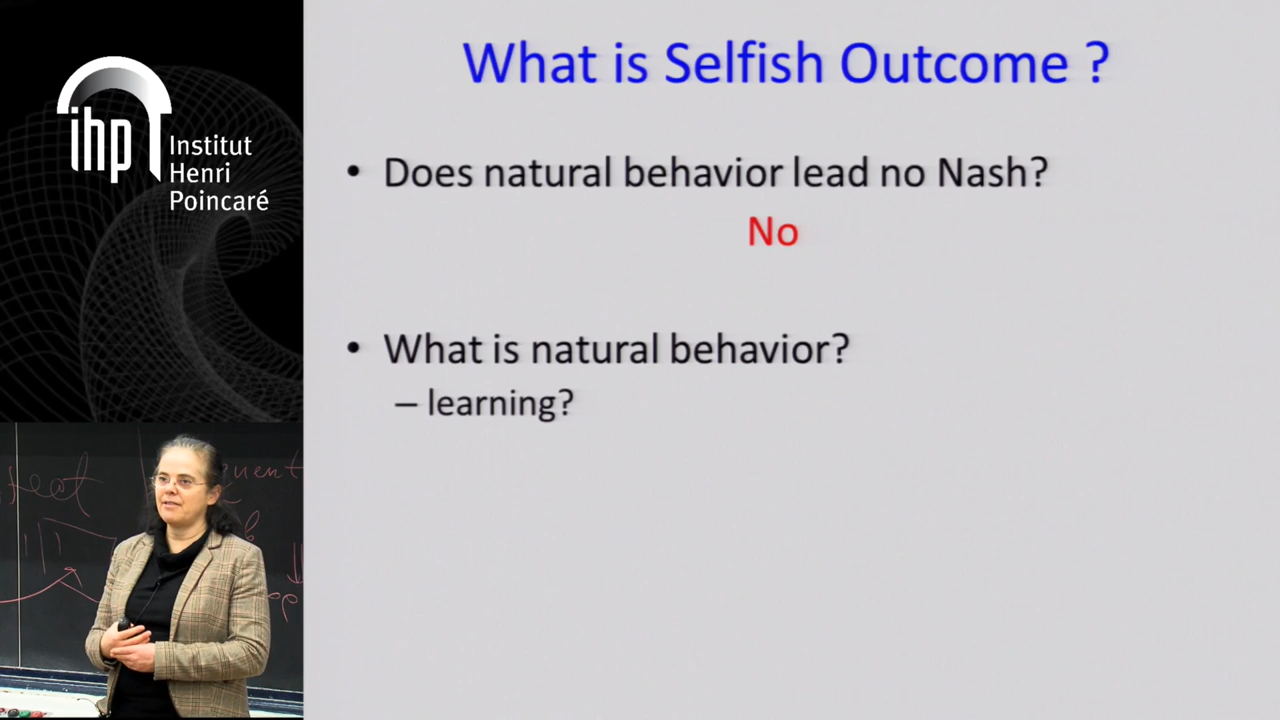 ihp
Institut
Henri
Poincaré
What is Selfish Outcome ?
• Does natural behavior lead no Nash?
No
• What is natural behavior?
– learning?